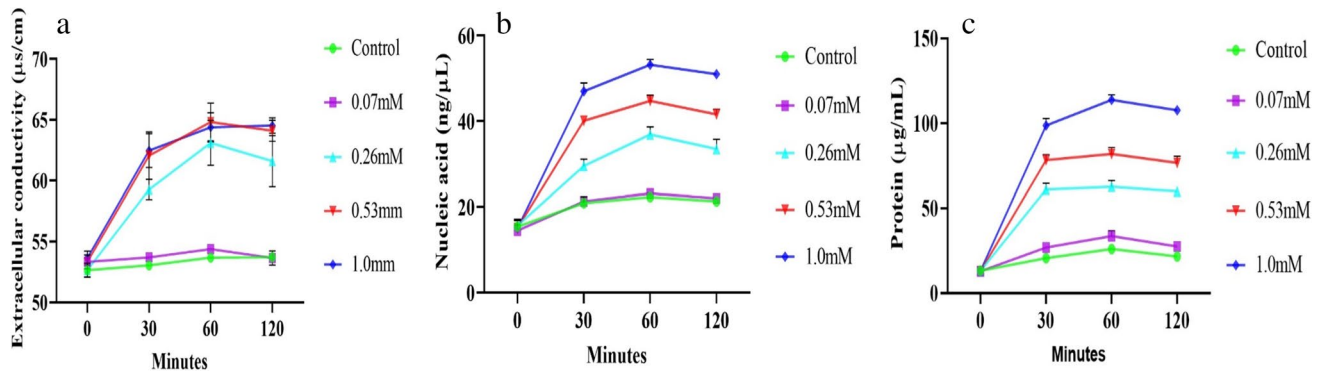 a
Extracellular conductivity (µs/cm)
70
65
60
55
50
0 30 60 120
Minutes
Control
0.07mM
0.26mM
0.53mm
1.0mm
b
Nucleic acid (ng/µL)
60
40
20
0
0 30 60 120
Minutes
Control
0.07mM
0.26mM
0.53mM
1.0mM
c
Protein (µg/mL)
150
100
50
0
0 30 60 120
Minutes
Control
0.07mM
0.26mM
0.53mM
1.0mM